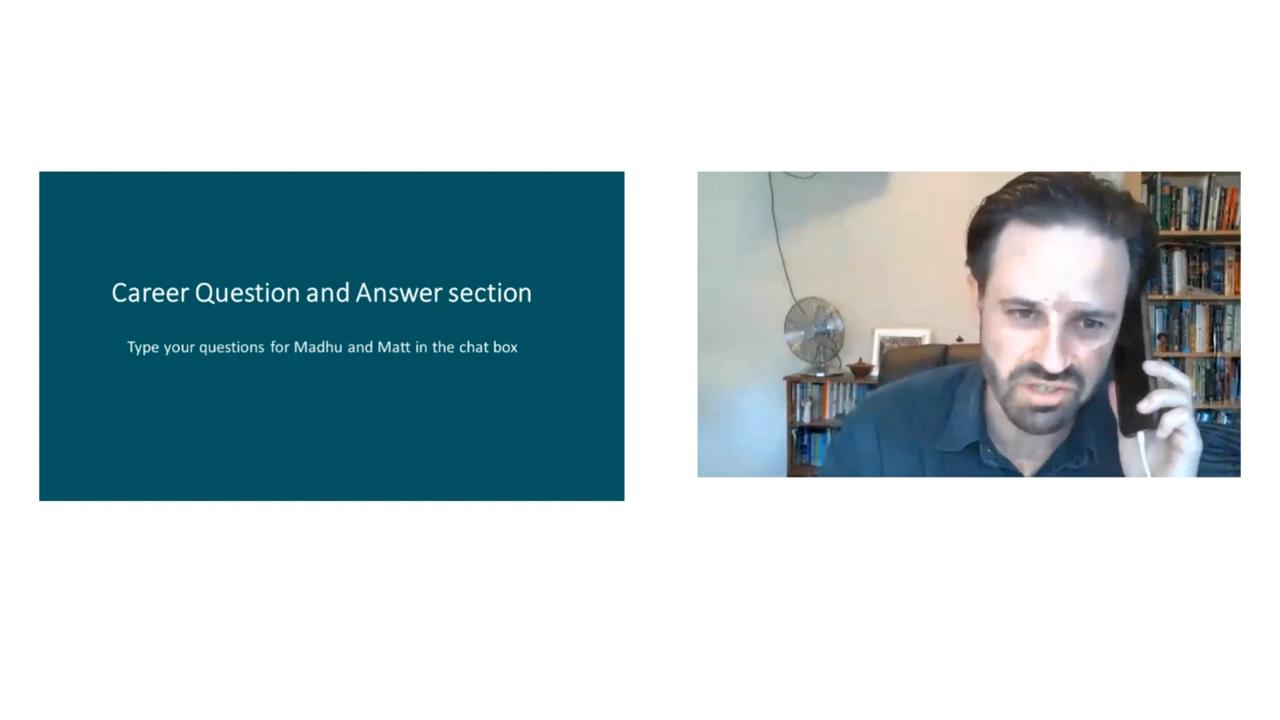 Career Question and Answer section
Type your questions for Madhu and Matt in the chat box